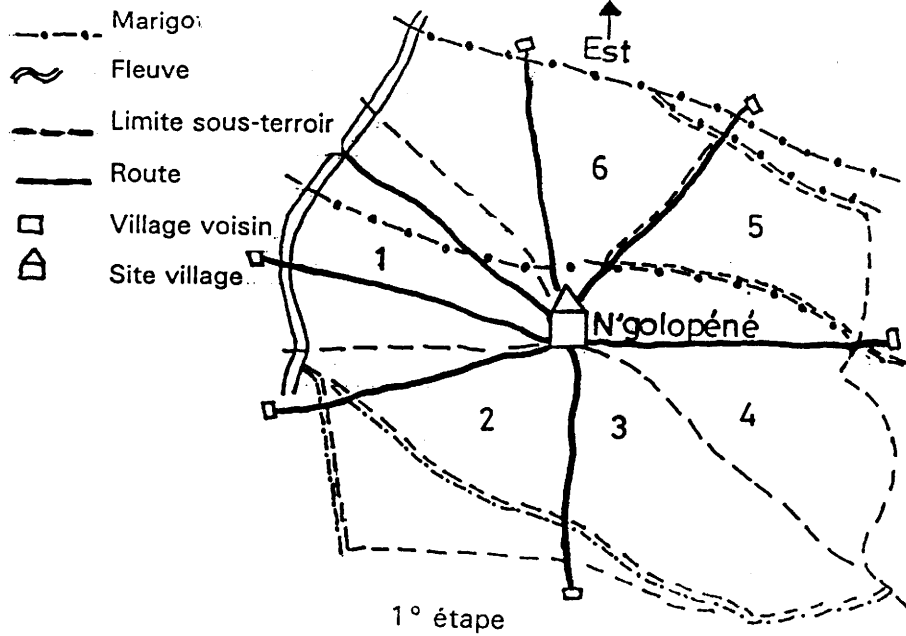 Marigot
Fleuve
Limite sous-terroir
Route
Village voisin
Site village
Est
6
5
1
N'golopéné
2
3
4
1° étape